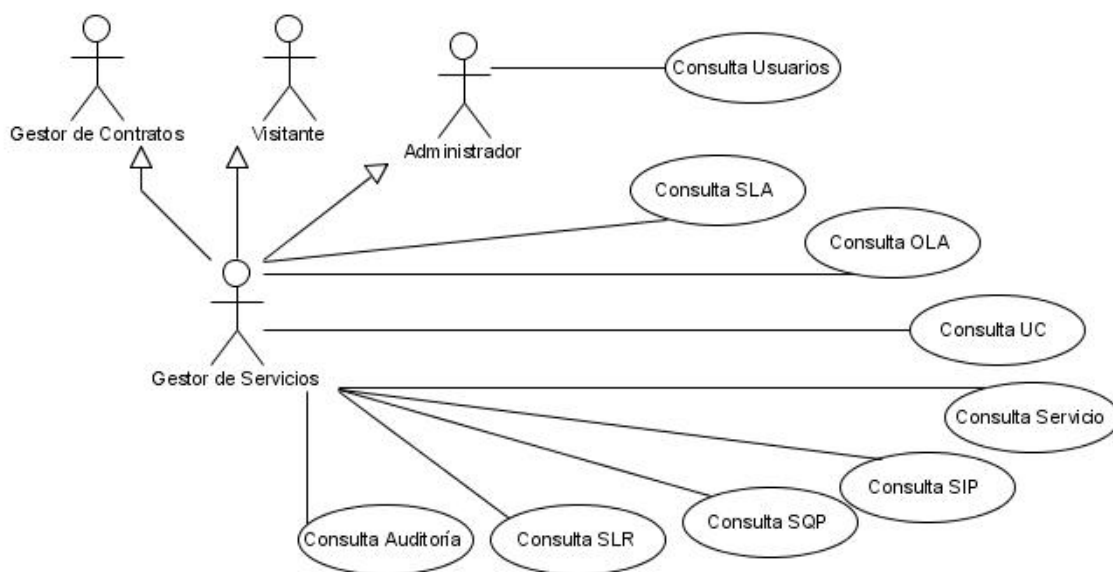 Gestor de Contratos
Visitante
Administrador
Consulta Usuarios
Consulta SLA
Consulta OLA
Consulta UC
Gestor de Servicios
Consulta Servicio
Consulta SIP
Consulta SQP
Consulta SLR
Consulta Auditoría